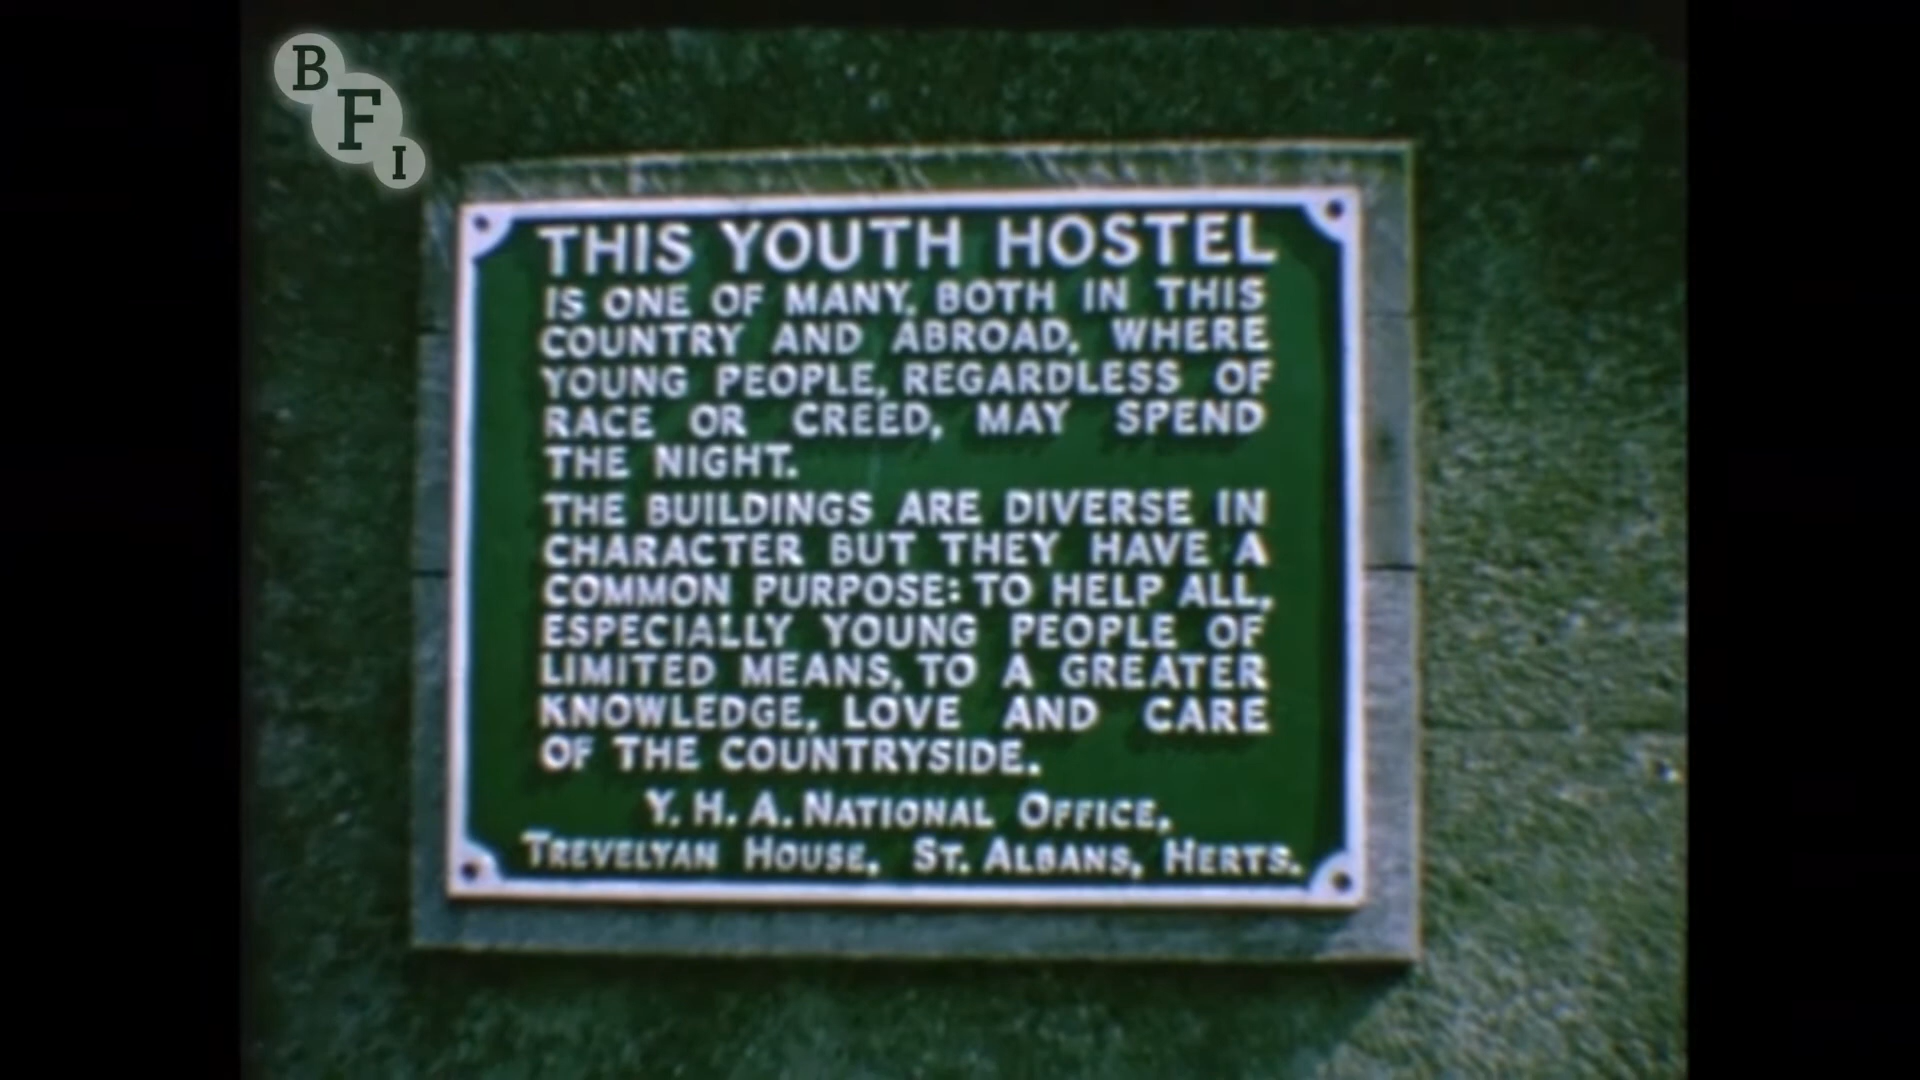 BFI
THIS YOUTH HOSTEL
IS ONE OF MANY, BOTH IN THIS
COUNTRY AND ABROAD, WHERE
YOUNG PEOPLE, REGARDLESS OF
RACE OR CREED, MAY SPEND
THE NIGHT.
THE BUILDINGS ARE DIVERSE IN
CHARACTER BUT THEY HAVE A
COMMON PURPOSE: TO HELP ALL,
ESPECIALLY YOUNG PEOPLE OF
LIMITED MEANS, TO A GREATER
KNOWLEDGE, LOVE AND CARE
OF THE COUNTRYSIDE.
Y. H. A. NATIONAL OFFICE,
TREVELYAN HOUSE, ST. ALBANS, HERTS.